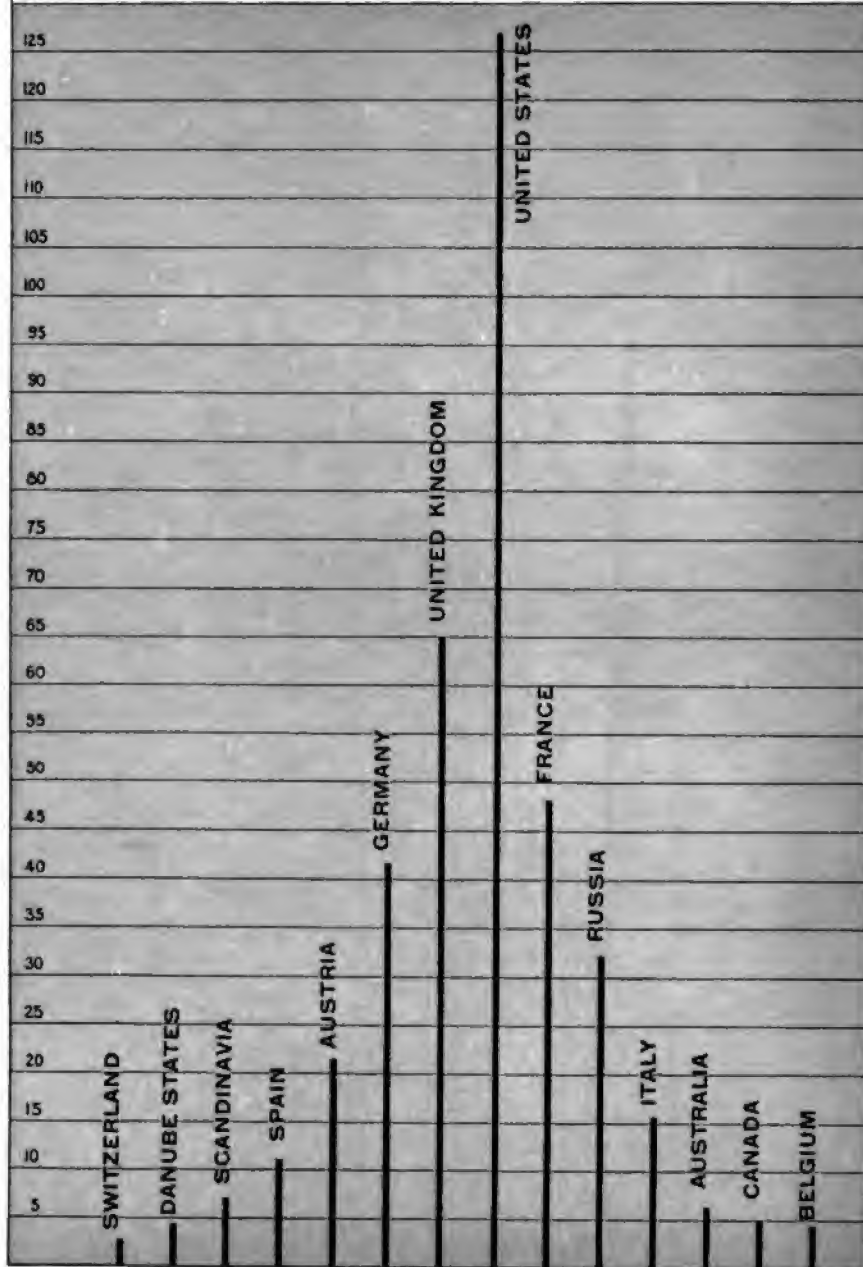 125
120
115
110
105
100
95
90
85
80
75
70
65
60
55
50
45
40
35
30
25
20
15
10
5
SWITZERLAND
DANUBE STATES
SCANDINAVIA
SPAIN
AUSTRIA
GERMANY
UNITED KINGDOM
UNITED STATES
FRANCE
RUSSIA
ITALY
AUSTRALIA
CANADA
BELGIUM